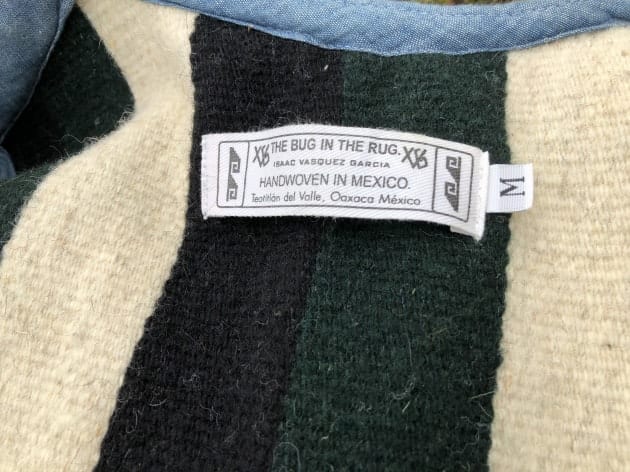 THE BUG IN THE RUG.
ISAAC VASQUEZ GARCIA
HANDWOVEN IN MEXICO.
Teotitlán del Valle, Oaxaca México
M